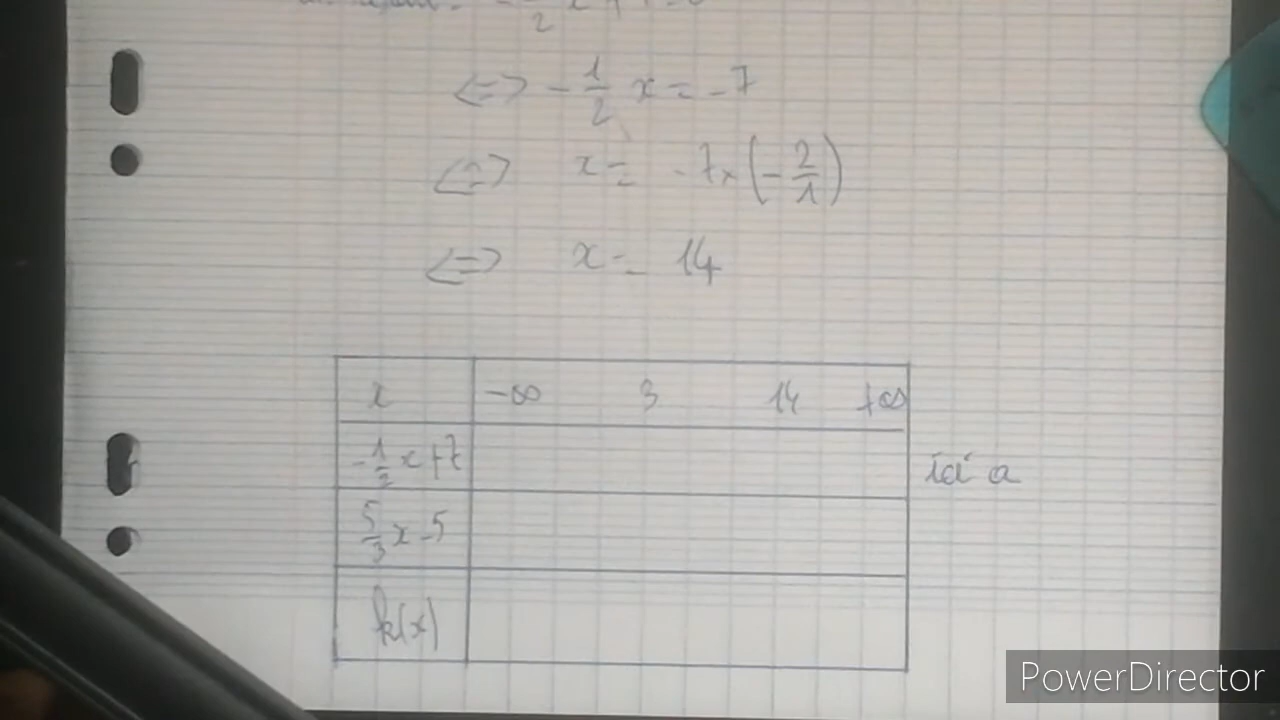 ⇔ - 1/2 x = -7
⇔ x = -7 × (- 2/1)
⇔ x = 14
x -∞ 3 14 +∞
- 1/2 x + 7
ici a
5/3 x - 5
k(x)
PowerDirector